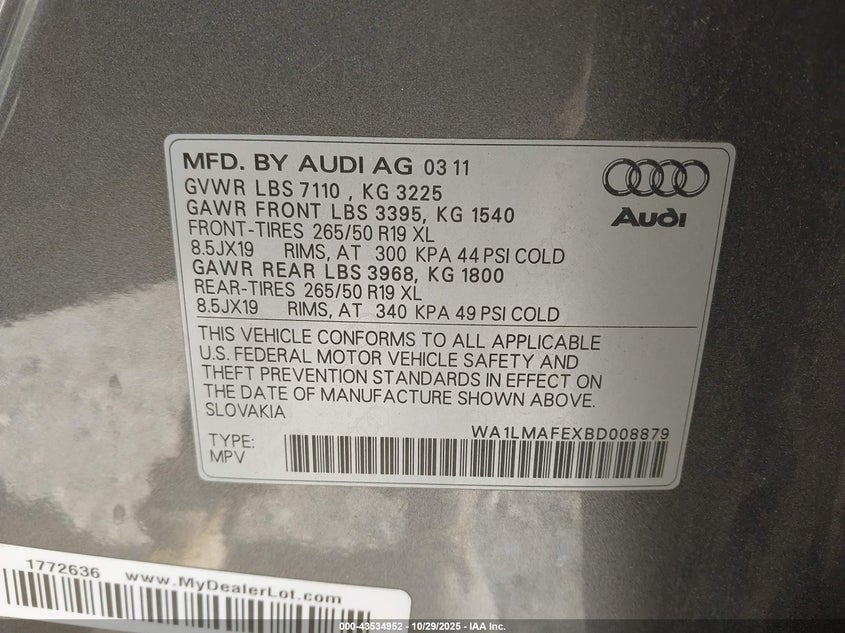 MFD. BY AUDI AG 03 11
GVWR LBS 7110 , KG 3225
GAWR FRONT LBS 3395, KG 1540
FRONT-TIRES 265/50 R19 XL
8.5JX19 RIMS, AT 300 KPA 44 PSI COLD
GAWR REAR LBS 3968, KG 1800
REAR-TIRES 265/50 R19 XL
8.5JX19 RIMS, AT 340 KPA 49 PSI COLD
Audi
THIS VEHICLE CONFORMS TO ALL APPLICABLE
U.S. FEDERAL MOTOR VEHICLE SAFETY AND
THEFT PREVENTION STANDARDS IN EFFECT ON
THE DATE OF MANUFACTURE SHOWN ABOVE.
SLOVAKIA
WA1LMAFEXBD008879
TYPE:
MPV
1772636 www.MyDealerLot.com
000-43534952 - 10/29/2025 - IAA Inc.